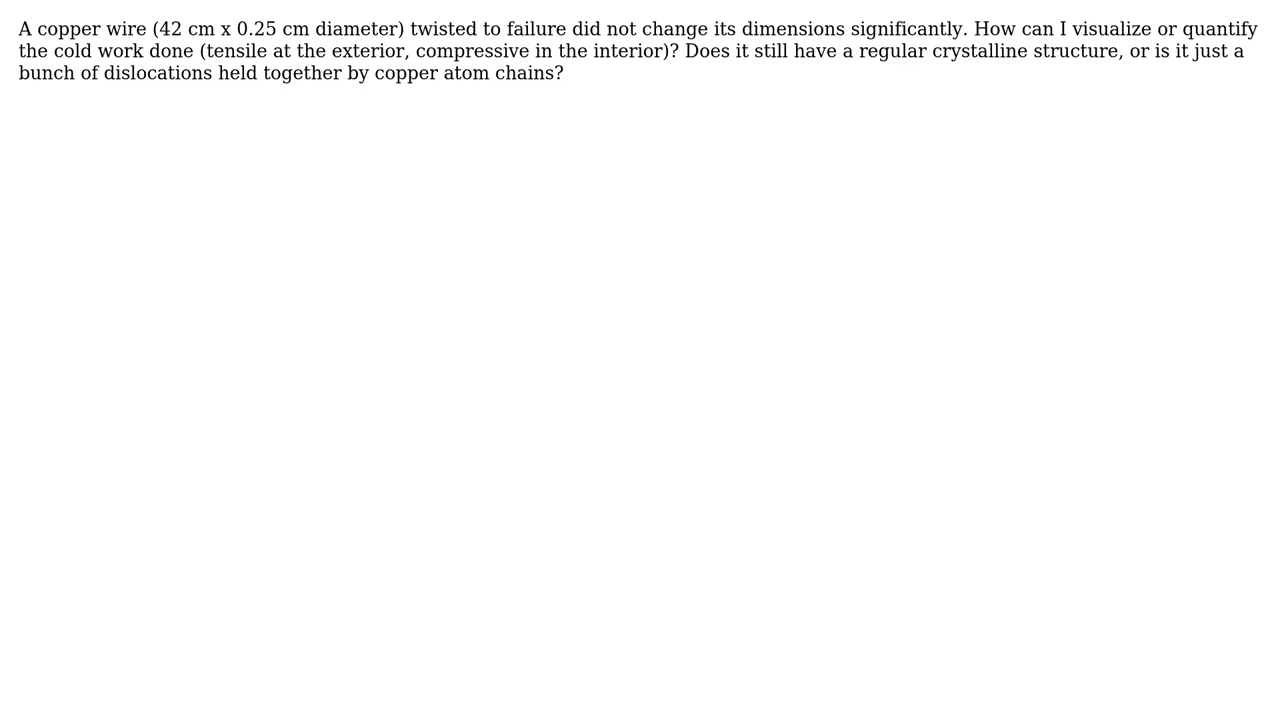 A copper wire (42 cm x 0.25 cm diameter) twisted to failure did not change its dimensions significantly. How can I visualize or quantify
the cold work done (tensile at the exterior, compressive in the interior)? Does it still have a regular crystalline structure, or is it just a
bunch of dislocations held together by copper atom chains?